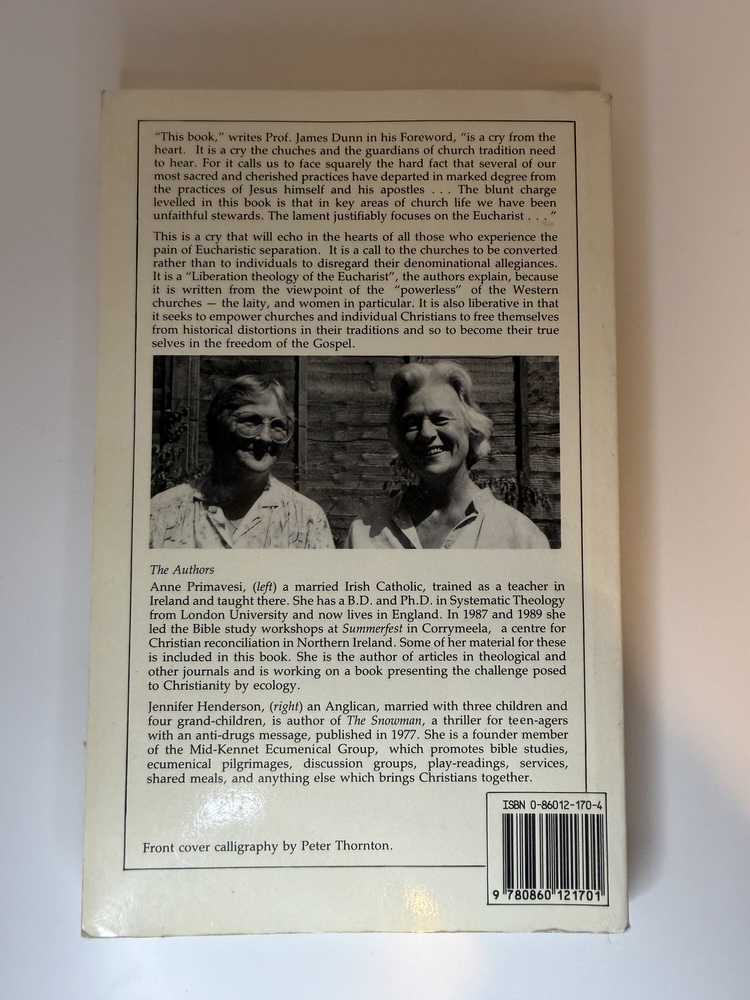 “This book,” writes Prof. James Dunn in his Foreword, “is a cry from the
heart. It is a cry the chuches and the guardians of church tradition need
to hear. For it calls us to face squarely the hard fact that several of our
most sacred and cherished practices have departed in marked degree from
the practices of Jesus himself and his apostles . . . The blunt charge
levelled in this book is that in key areas of church life we have been
unfaithful stewards. The lament justifiably focuses on the Eucharist . . .”
This is a cry that will echo in the hearts of all those who experience the
pain of Eucharistic separation. It is a call to the churches to be converted
rather than to individuals to disregard their denominational allegiances.
It is a “Liberation theology of the Eucharist”, the authors explain, because
it is written from the viewpoint of the “powerless” of the Western
churches — the laity, and women in particular. It is also liberative in that
it seeks to empower churches and individual Christians to free themselves
from historical distortions in their traditions and so to become their true
selves in the freedom of the Gospel.
The Authors
Anne Primavesi, (left) a married Irish Catholic, trained as a teacher in
Ireland and taught there. She has a B.D. and Ph.D. in Systematic Theology
from London University and now lives in England. In 1987 and 1989 she
led the Bible study workshops at Summerfest in Corrymeela, a centre for
Christian reconciliation in Northern Ireland. Some of her material for these
is included in this book. She is the author of articles in theological and
other journals and is working on a book presenting the challenge posed
to Christianity by ecology.
Jennifer Henderson, (right) an Anglican, married with three children and
four grand-children, is author of The Snowman, a thriller for teen-agers
with an anti-drugs message, published in 1977. She is a founder member
of the Mid-Kennet Ecumenical Group, which promotes bible studies,
ecumenical pilgrimages, discussion groups, play-readings, services,
shared meals, and anything else which brings Christians together.
Front cover calligraphy by Peter Thornton.
ISBN 0-86012-170-4
9 780860 121701